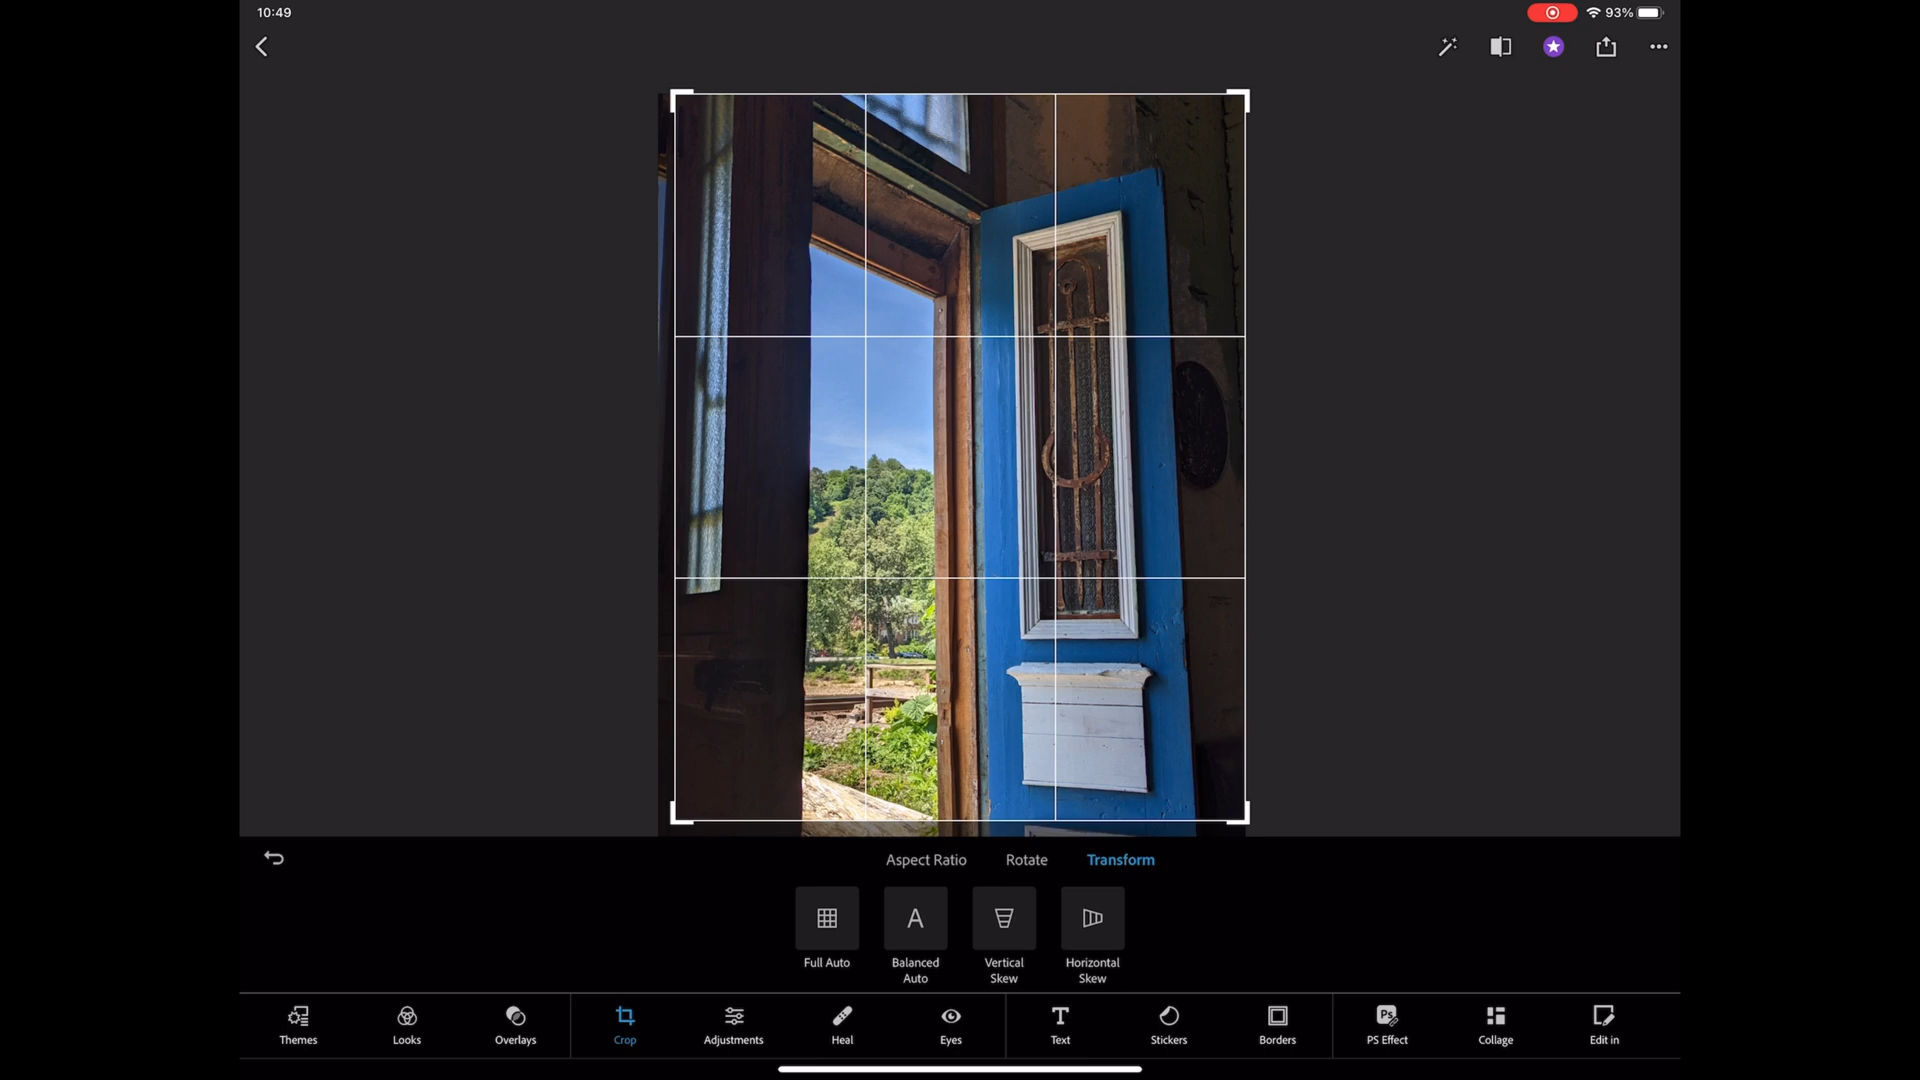 10:49
93%
Aspect Ratio Rotate Transform
A
Full Auto
Balanced
Auto
Vertical
Skew
Horizontal
Skew
T
Ps
Themes Looks Overlays Crop Adjustments Heal Eyes Text Stickers Borders PS Effect Collage Edit in